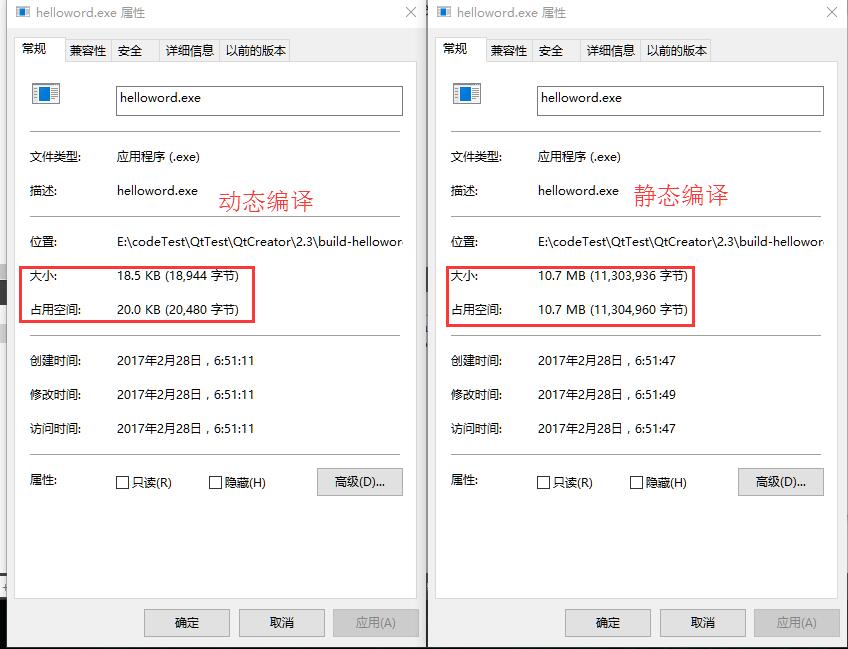 helloword.exe 属性
常规 兼容性 安全 详细信息 以前的版本
helloword.exe
文件类型: 应用程序 (.exe)
描述: helloword.exe
动态编译
位置: E:\codeTest\QtTest\QtCreator\2.3\build-hellowor
大小: 18.5 KB (18,944 字节)
占用空间: 20.0 KB (20,480 字节)
创建时间: 2017年2月28日，6:51:11
修改时间: 2017年2月28日，6:51:11
访问时间: 2017年2月28日，6:51:11
属性: 只读(R) 隐藏(H) 高级(D)...
确定 取消 应用(A)
helloword.exe 属性
常规 兼容性 安全 详细信息 以前的版本
helloword.exe
文件类型: 应用程序 (.exe)
描述: helloword.exe
静态编译
位置: E:\codeTest\QtTest\QtCreator\2.3\build-hellowor
大小: 10.7 MB (11,303,936 字节)
占用空间: 10.7 MB (11,304,960 字节)
创建时间: 2017年2月28日，6:51:47
修改时间: 2017年2月28日，6:51:49
访问时间: 2017年2月28日，6:51:47
属性: 只读(R) 隐藏(H) 高级(D)...
确定 取消 应用(A)